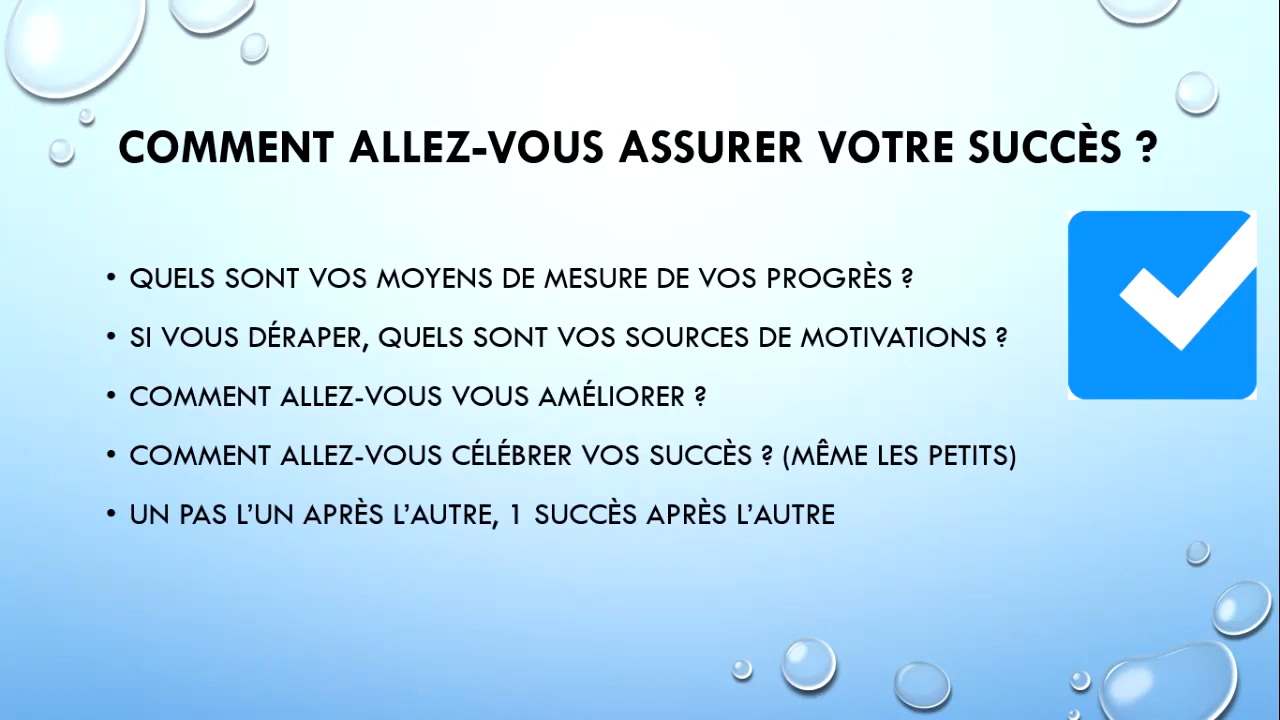 COMMENT ALLEZ-VOUS ASSURER VOTRE SUCCÈS ?
• QUELS SONT VOS MOYENS DE MESURE DE VOS PROGRÈS ?
• SI VOUS DÉRAPER, QUELS SONT VOS SOURCES DE MOTIVATIONS ?
• COMMENT ALLEZ-VOUS VOUS AMÉLIORER ?
• COMMENT ALLEZ-VOUS CÉLÉBRER VOS SUCCÈS ? (MÊME LES PETITS)
• UN PAS L’UN APRÈS L’AUTRE, 1 SUCCÈS APRÈS L’AUTRE